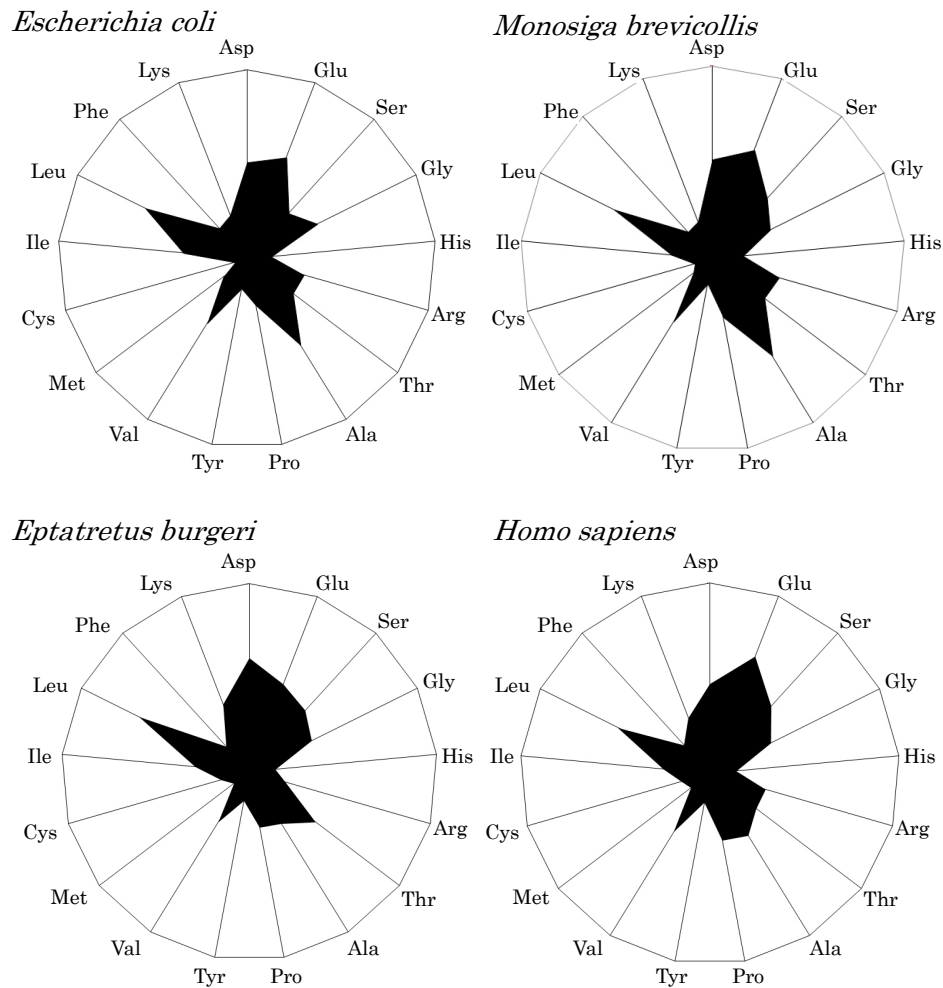 Escherichia coli
Asp
Glu
Ser
Gly
His
Arg
Thr
Ala
Pro
Tyr
Val
Met
Cys
Ile
Leu
Phe
Lys
Monosiga brevicollis
Asp
Glu
Ser
Gly
His
Arg
Thr
Ala
Pro
Tyr
Val
Met
Cys
Ile
Leu
Phe
Lys
Eptatretus burgeri
Asp
Glu
Ser
Gly
His
Arg
Thr
Ala
Pro
Tyr
Val
Met
Cys
Ile
Leu
Phe
Lys
Homo sapiens
Asp
Glu
Ser
Gly
His
Arg
Thr
Ala
Pro
Tyr
Val
Met
Cys
Ile
Leu
Phe
Lys